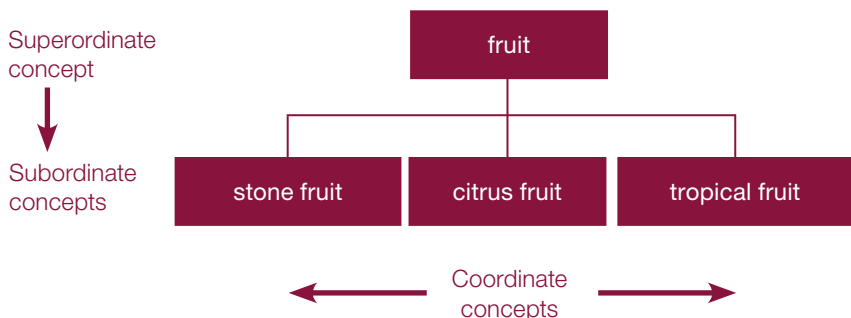 Superordinate
concept
fruit
Subordinate
concepts
stone fruit
citrus fruit
tropical fruit
Coordinate
concepts